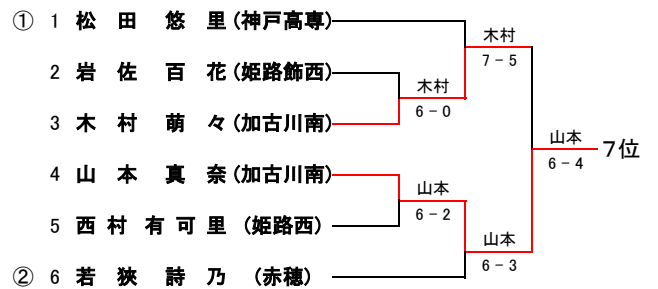 ① 1 松田 悠里(神戸高専)
木村
7-5
2 岩佐 百花(姫路飾西)
木村
6-0
3 木村 萌々(加古川南)
山本
6-4
7位
4 山本 真奈(加古川南)
山本
6-2
5 西村 有可里(姫路西)
山本
6-3
② 6 若狭 詩乃(赤穂)